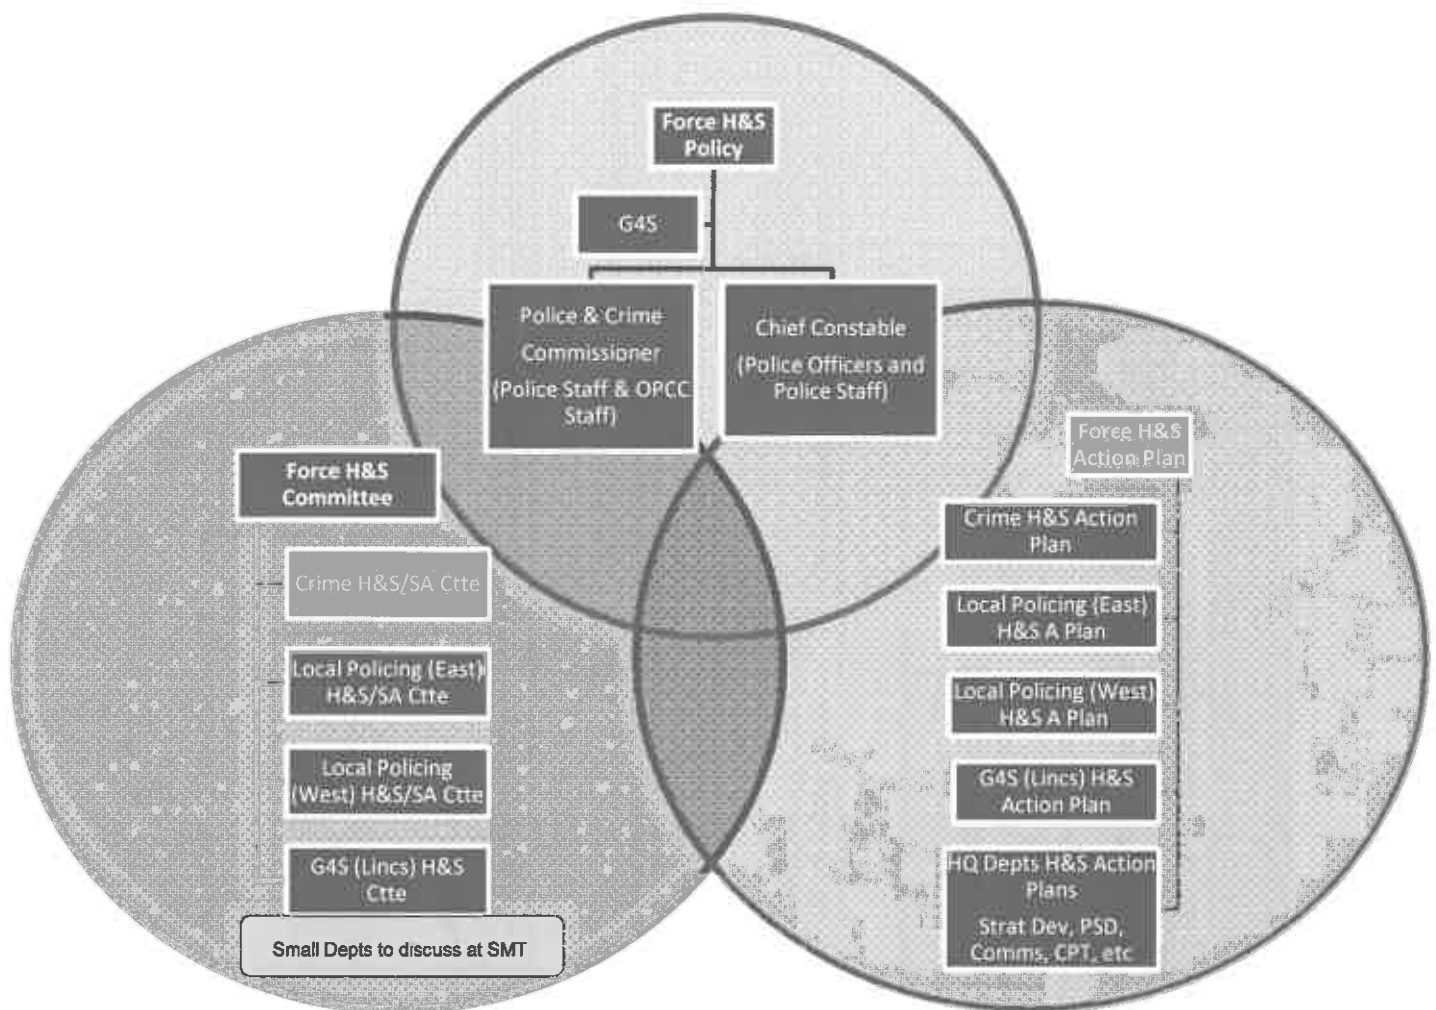 Force H&S
Policy
G4S
Police & Crime
Commissioner
(Police Staff & OPCC
Staff)
Chief Constable
(Police Officers and
Police Staff)
Force H&S
Committee
Crime H&S/SA Ctte
Local Policing (East)
H&S/SA Ctte
Local Policing
(West) H&S/SA Ctte
G4S (Lincs) H&S
Ctte
Small Depts to discuss at SMT
Force H&S
Action Plan
Crime H&S Action
Plan
Local Policing (East)
H&S A Plan
Local Policing (West)
H&S A Plan
G4S (Lincs) H&S
Action Plan
HQ Depts H&S Action
Plans
Strat Dev, PSD,
Comms, CPT, etc